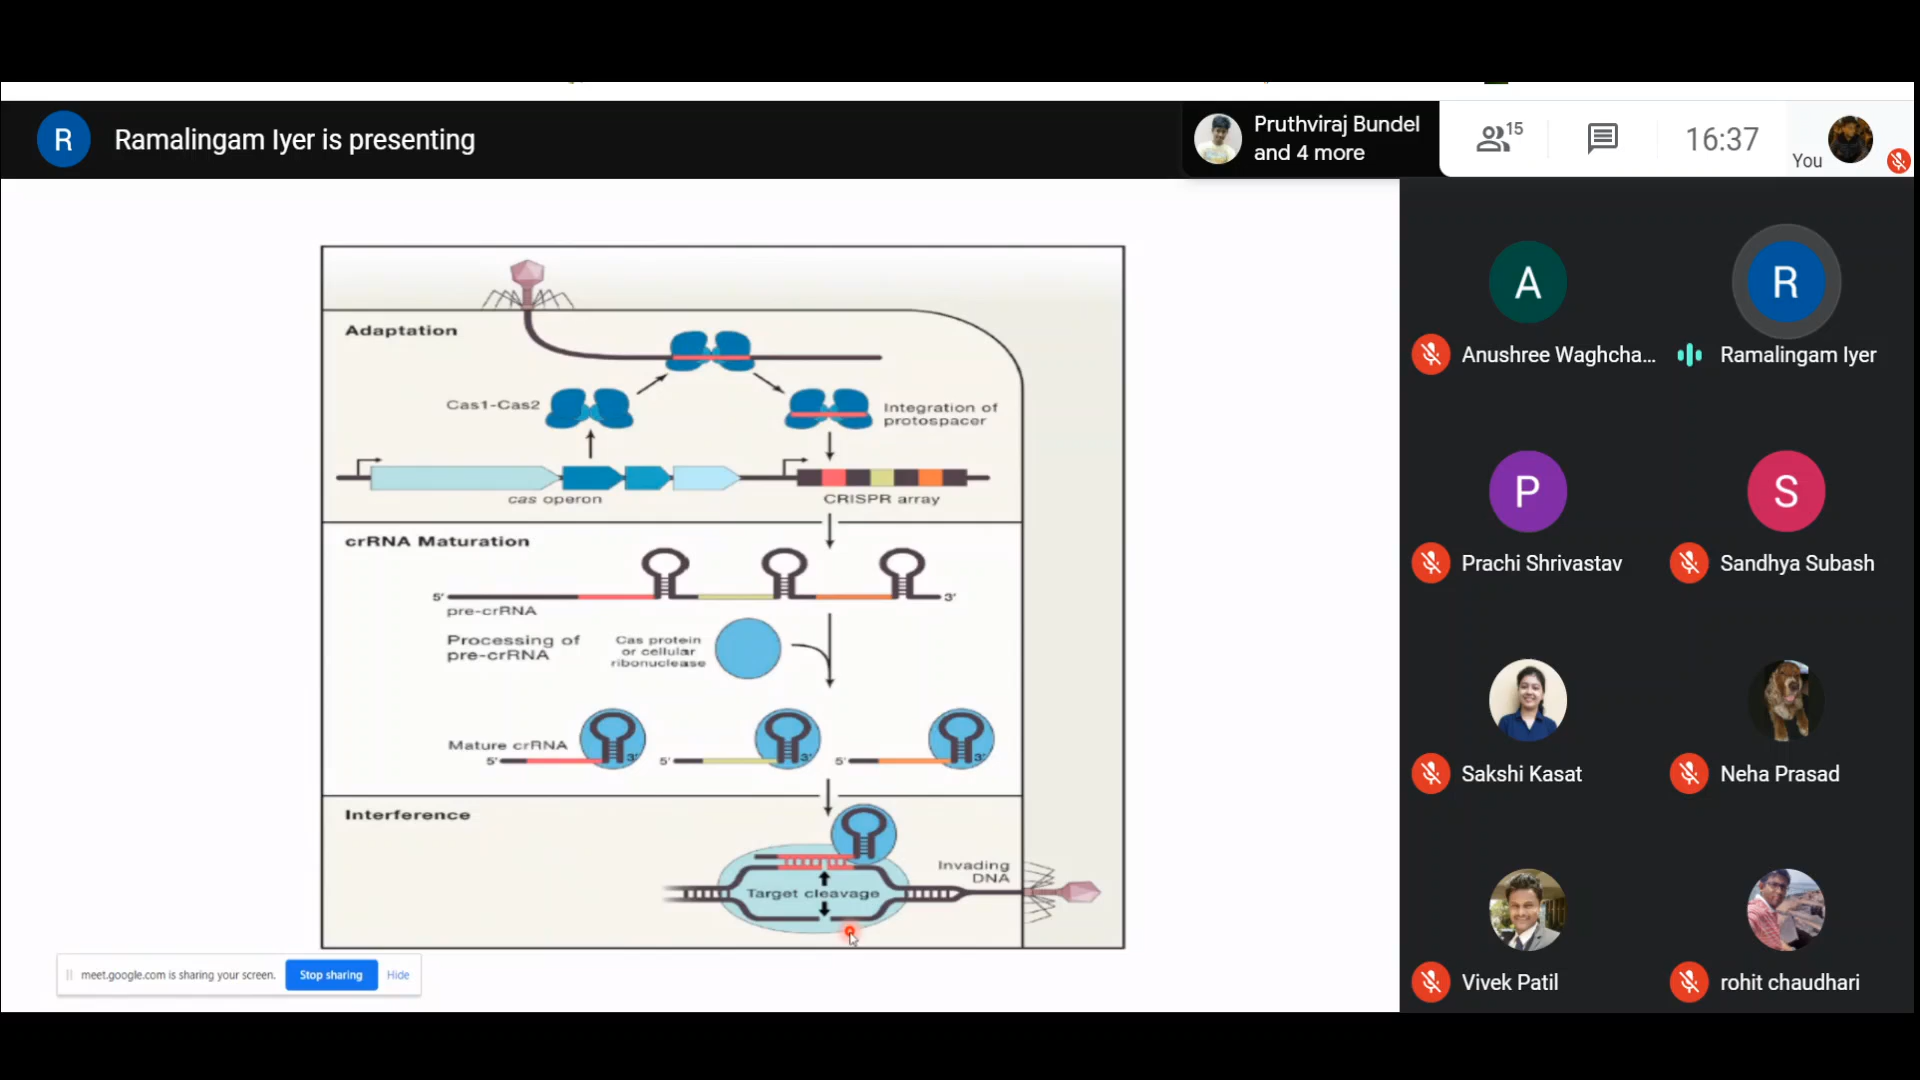 R
Ramalingam Iyer is presenting
Pruthviraj Bundel
and 4 more
15
16:37
You
Adaptation
Cas1-Cas2
Integration of
protospacer
cas operon
CRISPR array
crRNA Maturation
5'
3'
pre-crRNA
Processing of
pre-crRNA
Cas protein
or cellular
ribonuclease
Mature crRNA
5'
3'
5'
3'
5'
3'
Interference
Invading
DNA
Target cleavage
meet.google.com is sharing your screen.
Stop sharing
Hide
A
R
Anushree Waghcha...
Ramalingam Iyer
P
S
Prachi Shrivastav
Sandhya Subash
Sakshi Kasat
Neha Prasad
Vivek Patil
rohit chaudhari